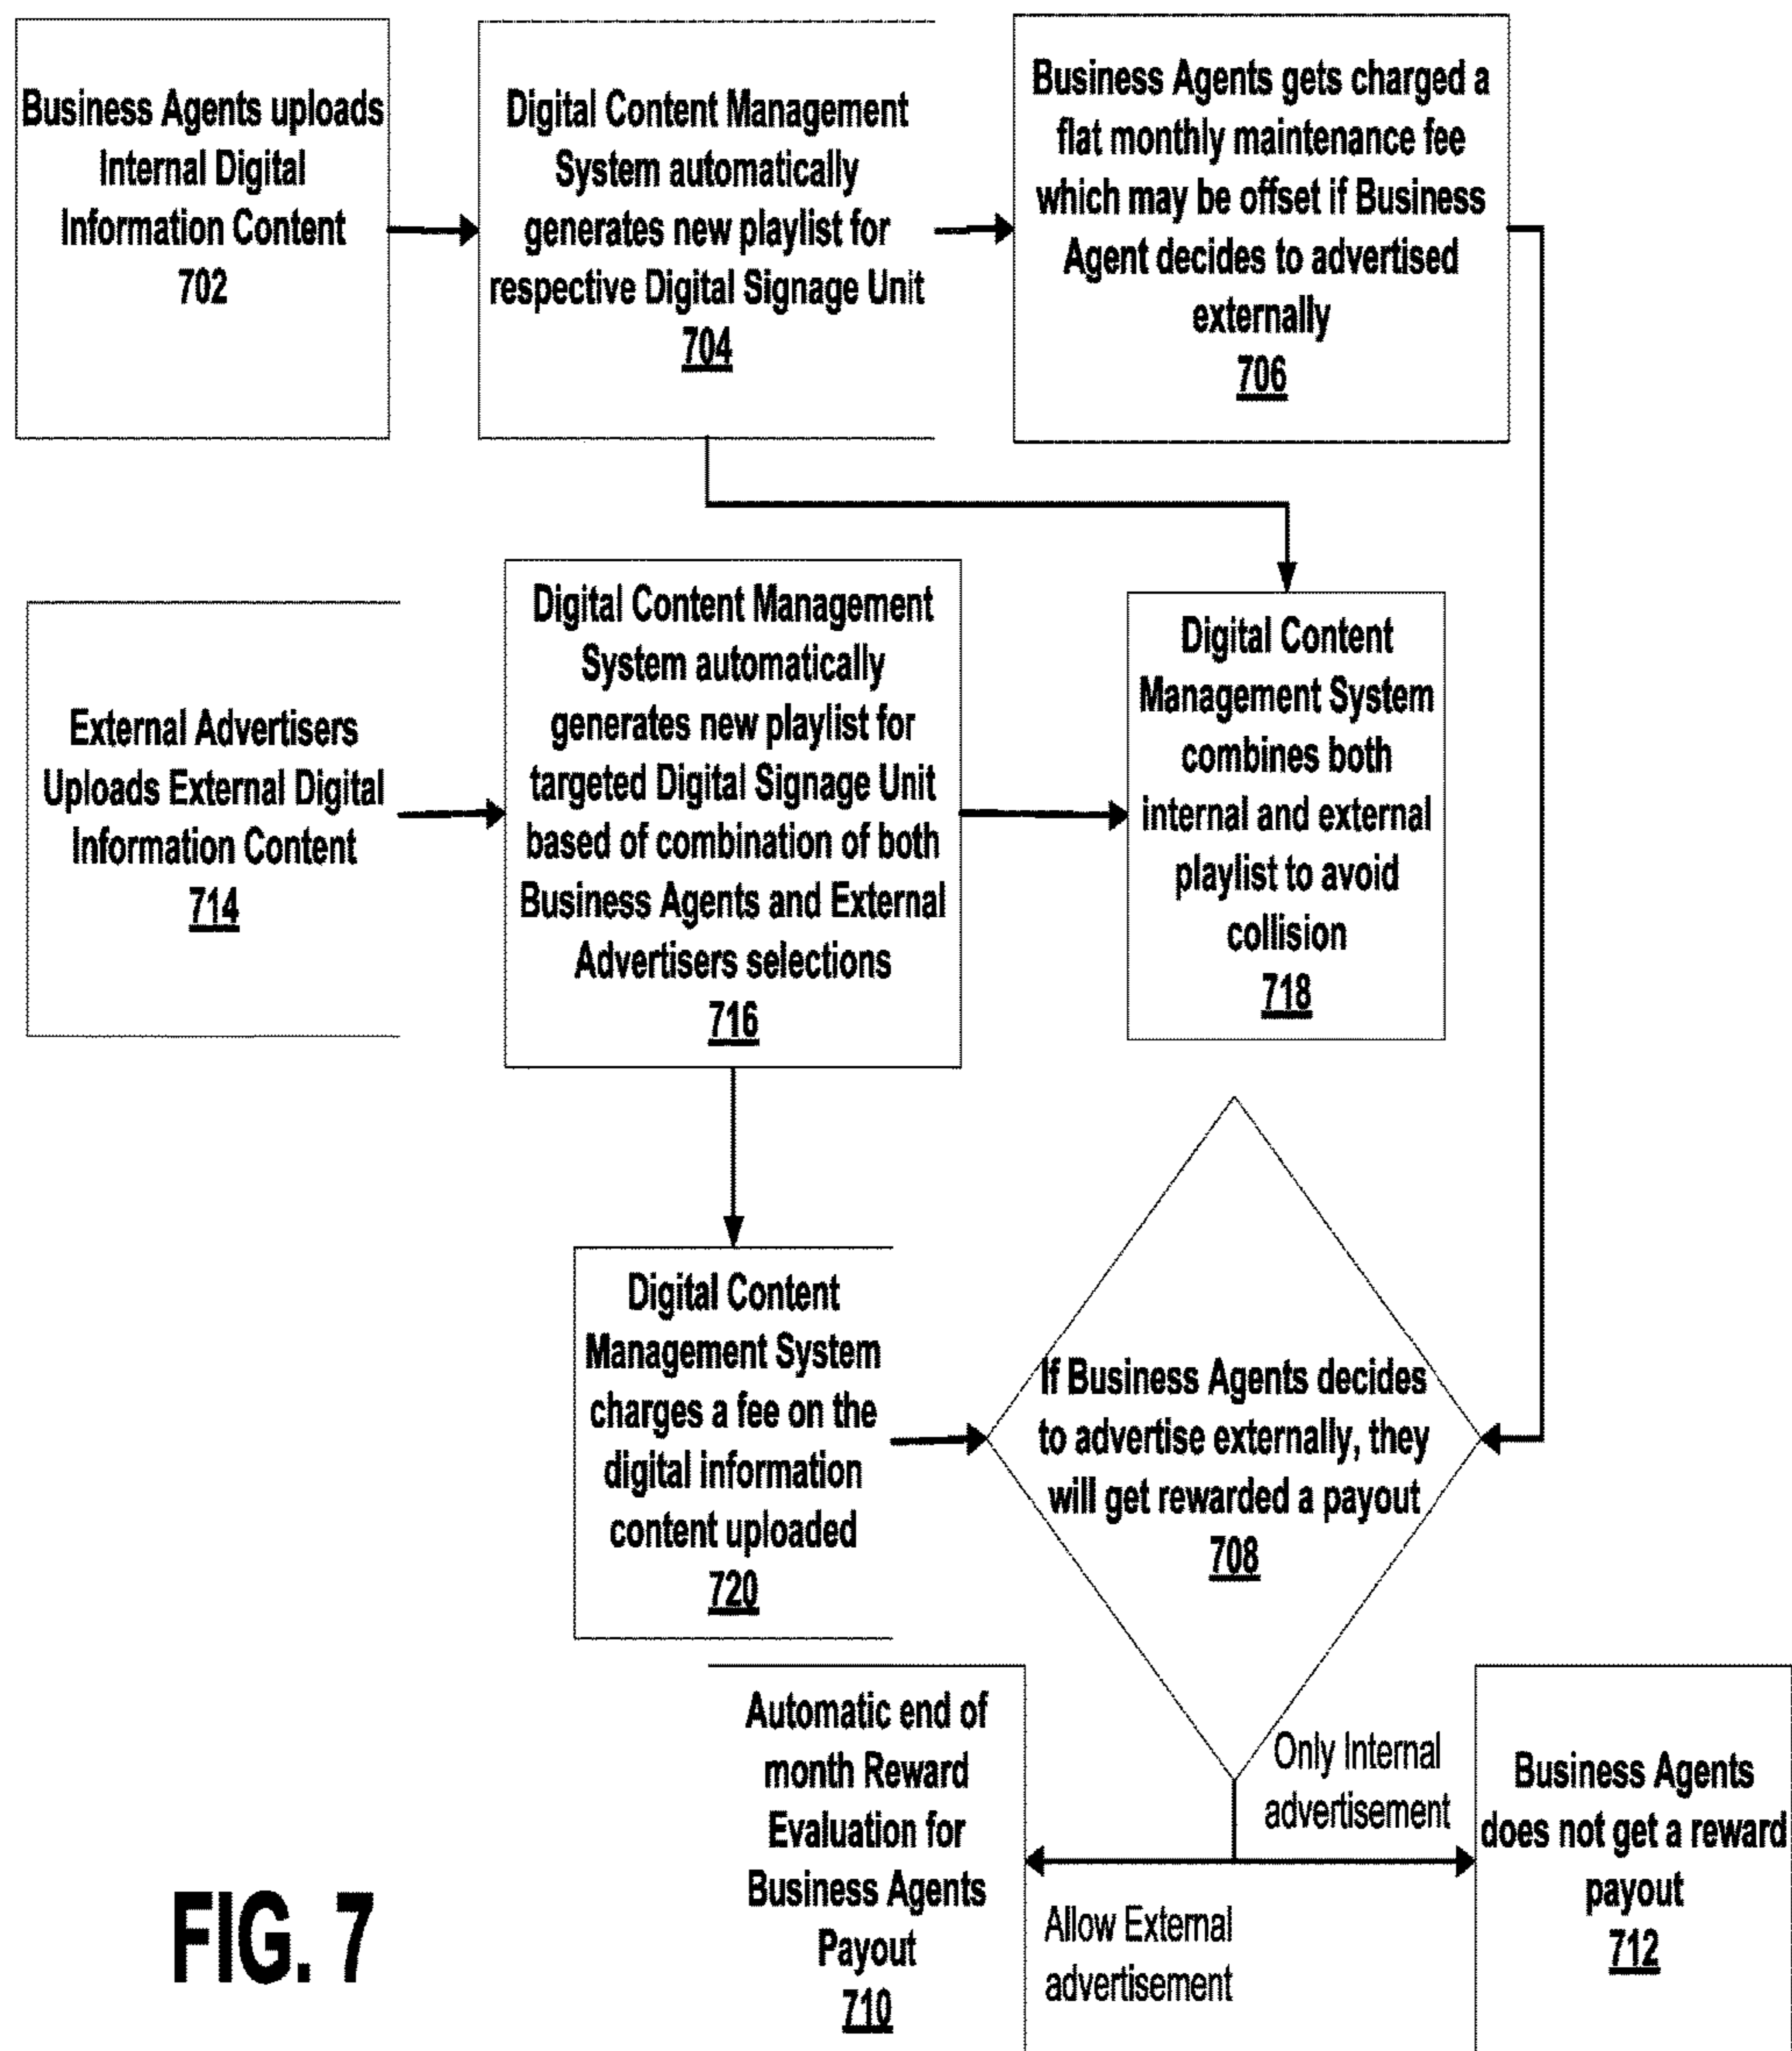 Business Agents uploads
Internal Digital
Information Content
702
Digital Content Management
System automatically
generates new playlist for
respective Digital Signage Unit
704
Business Agents gets charged a
flat monthly maintenance fee
which may be offset if Business
Agent decides to advertised
externally
706
External Advertisers
Uploads External Digital
Information Content
714
Digital Content Management
System automatically
generates new playlist for
targeted Digital Signage Unit
based of combination of both
Business Agents and External
Advertisers selections
716
Digital Content
Management System
combines both
internal and external
playlist to avoid
collision
718
Digital Content
Management System
charges a fee on the
digital information
content uploaded
720
If Business Agents decides
to advertise externally, they
will get rewarded a payout
708
Automatic end of
month Reward
Evaluation for
Business Agents
Payout
710
Only Internal
advertisement
Allow External
advertisement
Business Agents
does not get a reward
payout
712
FIG. 7